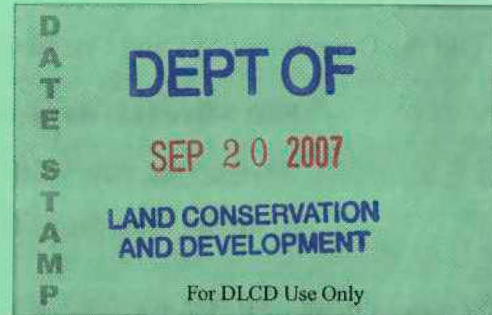 DATE STAMP
DEPT OF
SEP 20 2007
LAND CONSERVATION
AND DEVELOPMENT
For DLCD Use Only